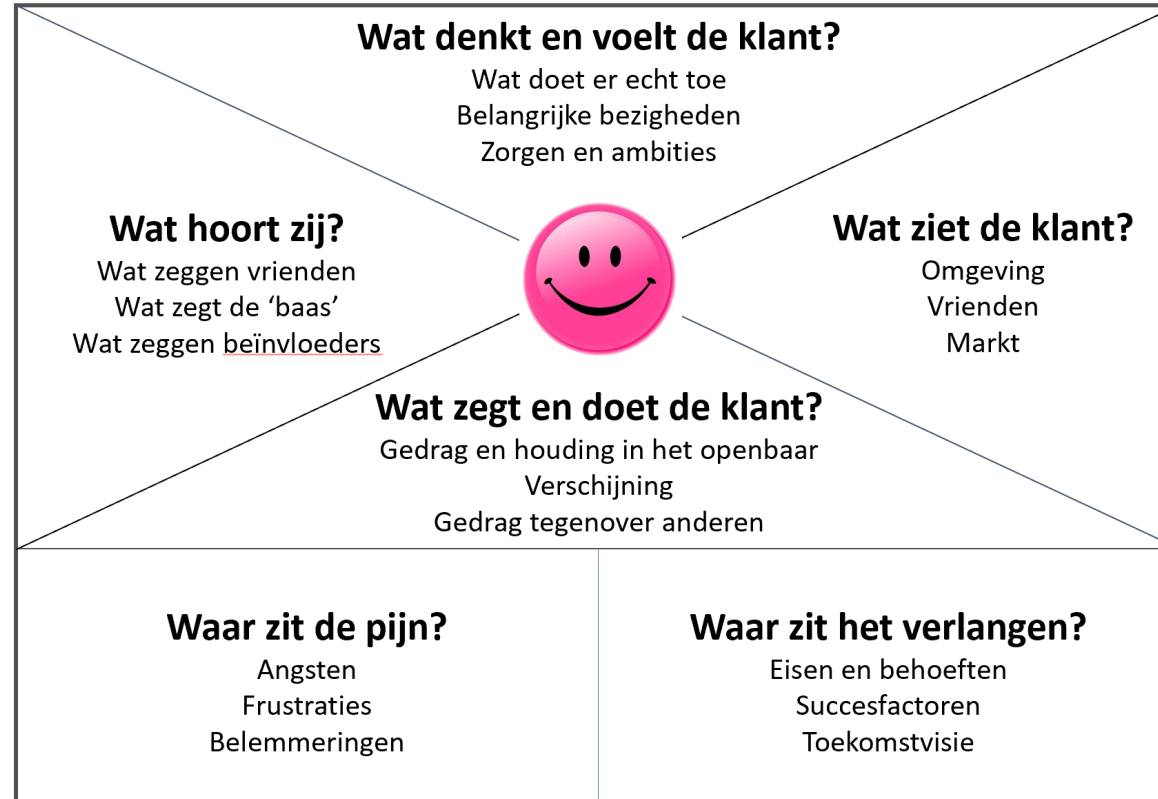 Wat denkt en voelt de klant?
Wat doet er echt toe
Belangrijke bezigheden
Zorgen en ambities
Wat hoort zij?
Wat zeggen vrienden
Wat zegt de ‘baas’
Wat zeggen beïnvloeders
Wat ziet de klant?
Omgeving
Vrienden
Markt
Wat zegt en doet de klant?
Gedrag en houding in het openbaar
Verschijning
Gedrag tegenover anderen
Waar zit de pijn?
Angsten
Frustraties
Belemmeringen
Waar zit het verlangen?
Eisen en behoeften
Succesfactoren
Toekomstvisie